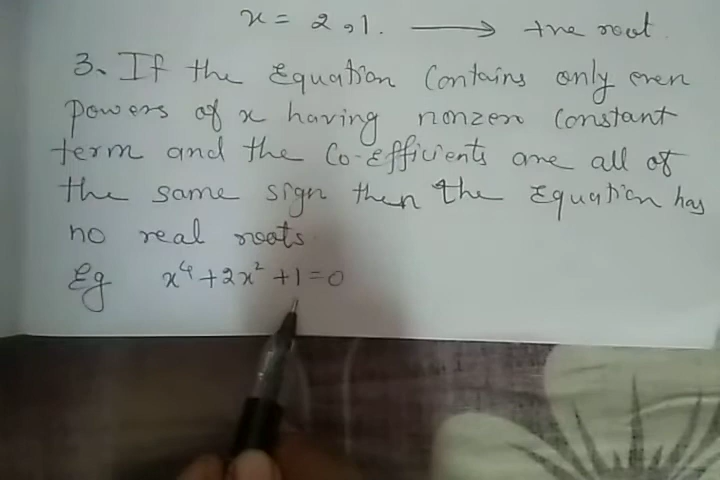 x = 2,1. ⟶ +ve root.
3. If the Equation Contains only even
powers of x having nonzero Constant
term and the Co-Efficients are all of
the same sign then the Equation has
no real roots
Eg x⁴ + 2x² + 1 = 0